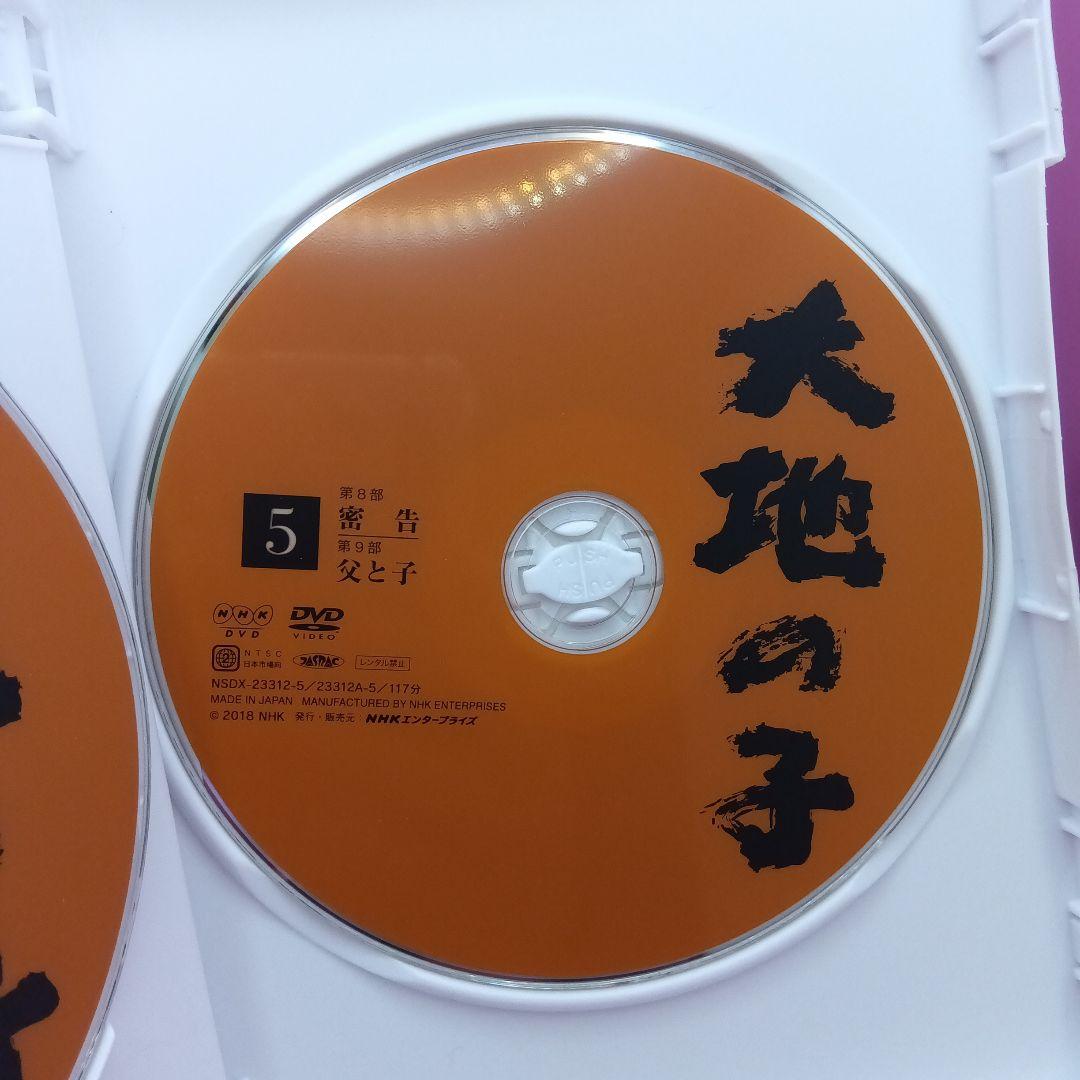 大地の子
5
第8部
密 告
第9部
父と子
NHK
DVD
DVD
VIDEO
2
NTSC
日本市場向
JASRAC
レンタル禁止
NSDX-23312-5/23312A-5/117分
MADE IN JAPAN MANUFACTURED BY NHK ENTERPRISES
© 2018 NHK 発行・販売元:NHKエンタープライズ
PUSH
PUSH